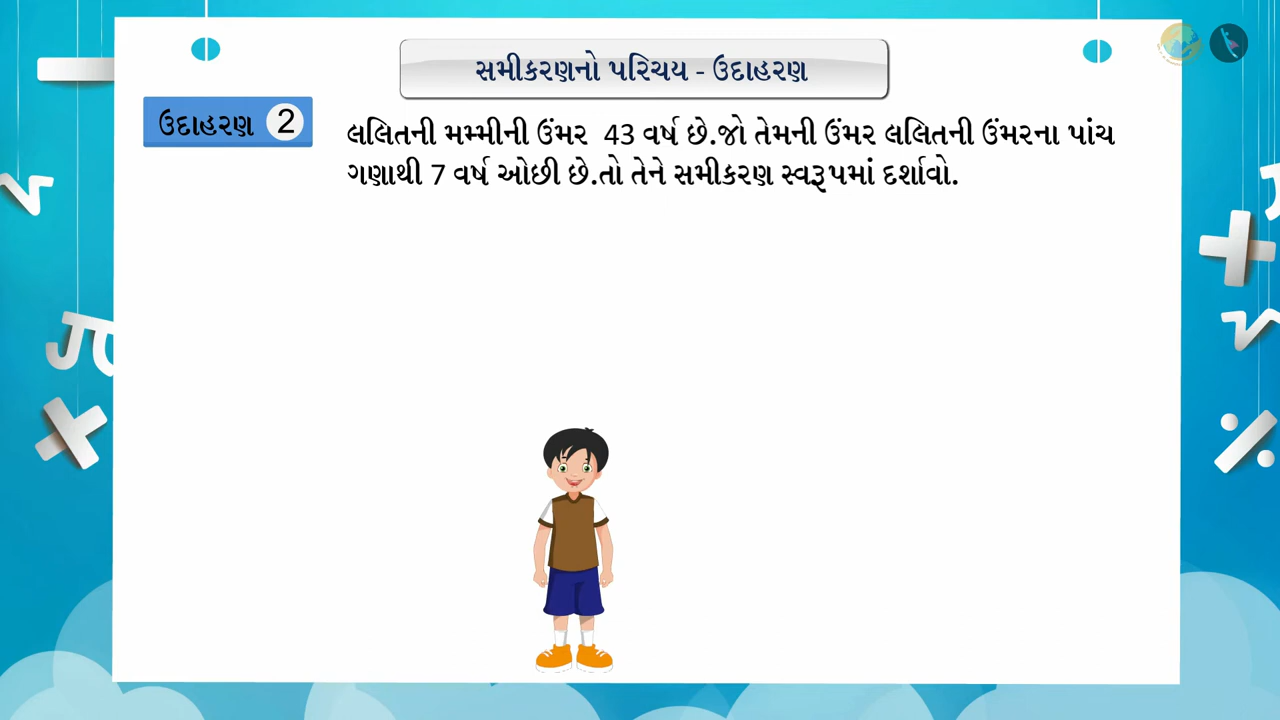 સમીકરણનો પરિચય - ઉદાહરણ
ઉદાહરણ 2
લલિતની મમ્મીની ઉંમર 43 વર્ષ છે.જો તેમની ઉંમર લલિતની ઉંમરના પાંચ
ગણાથી 7 વર્ષ ઓછી છે.તો તેને સમીકરણ સ્વરૂપમાં દર્શાવો.